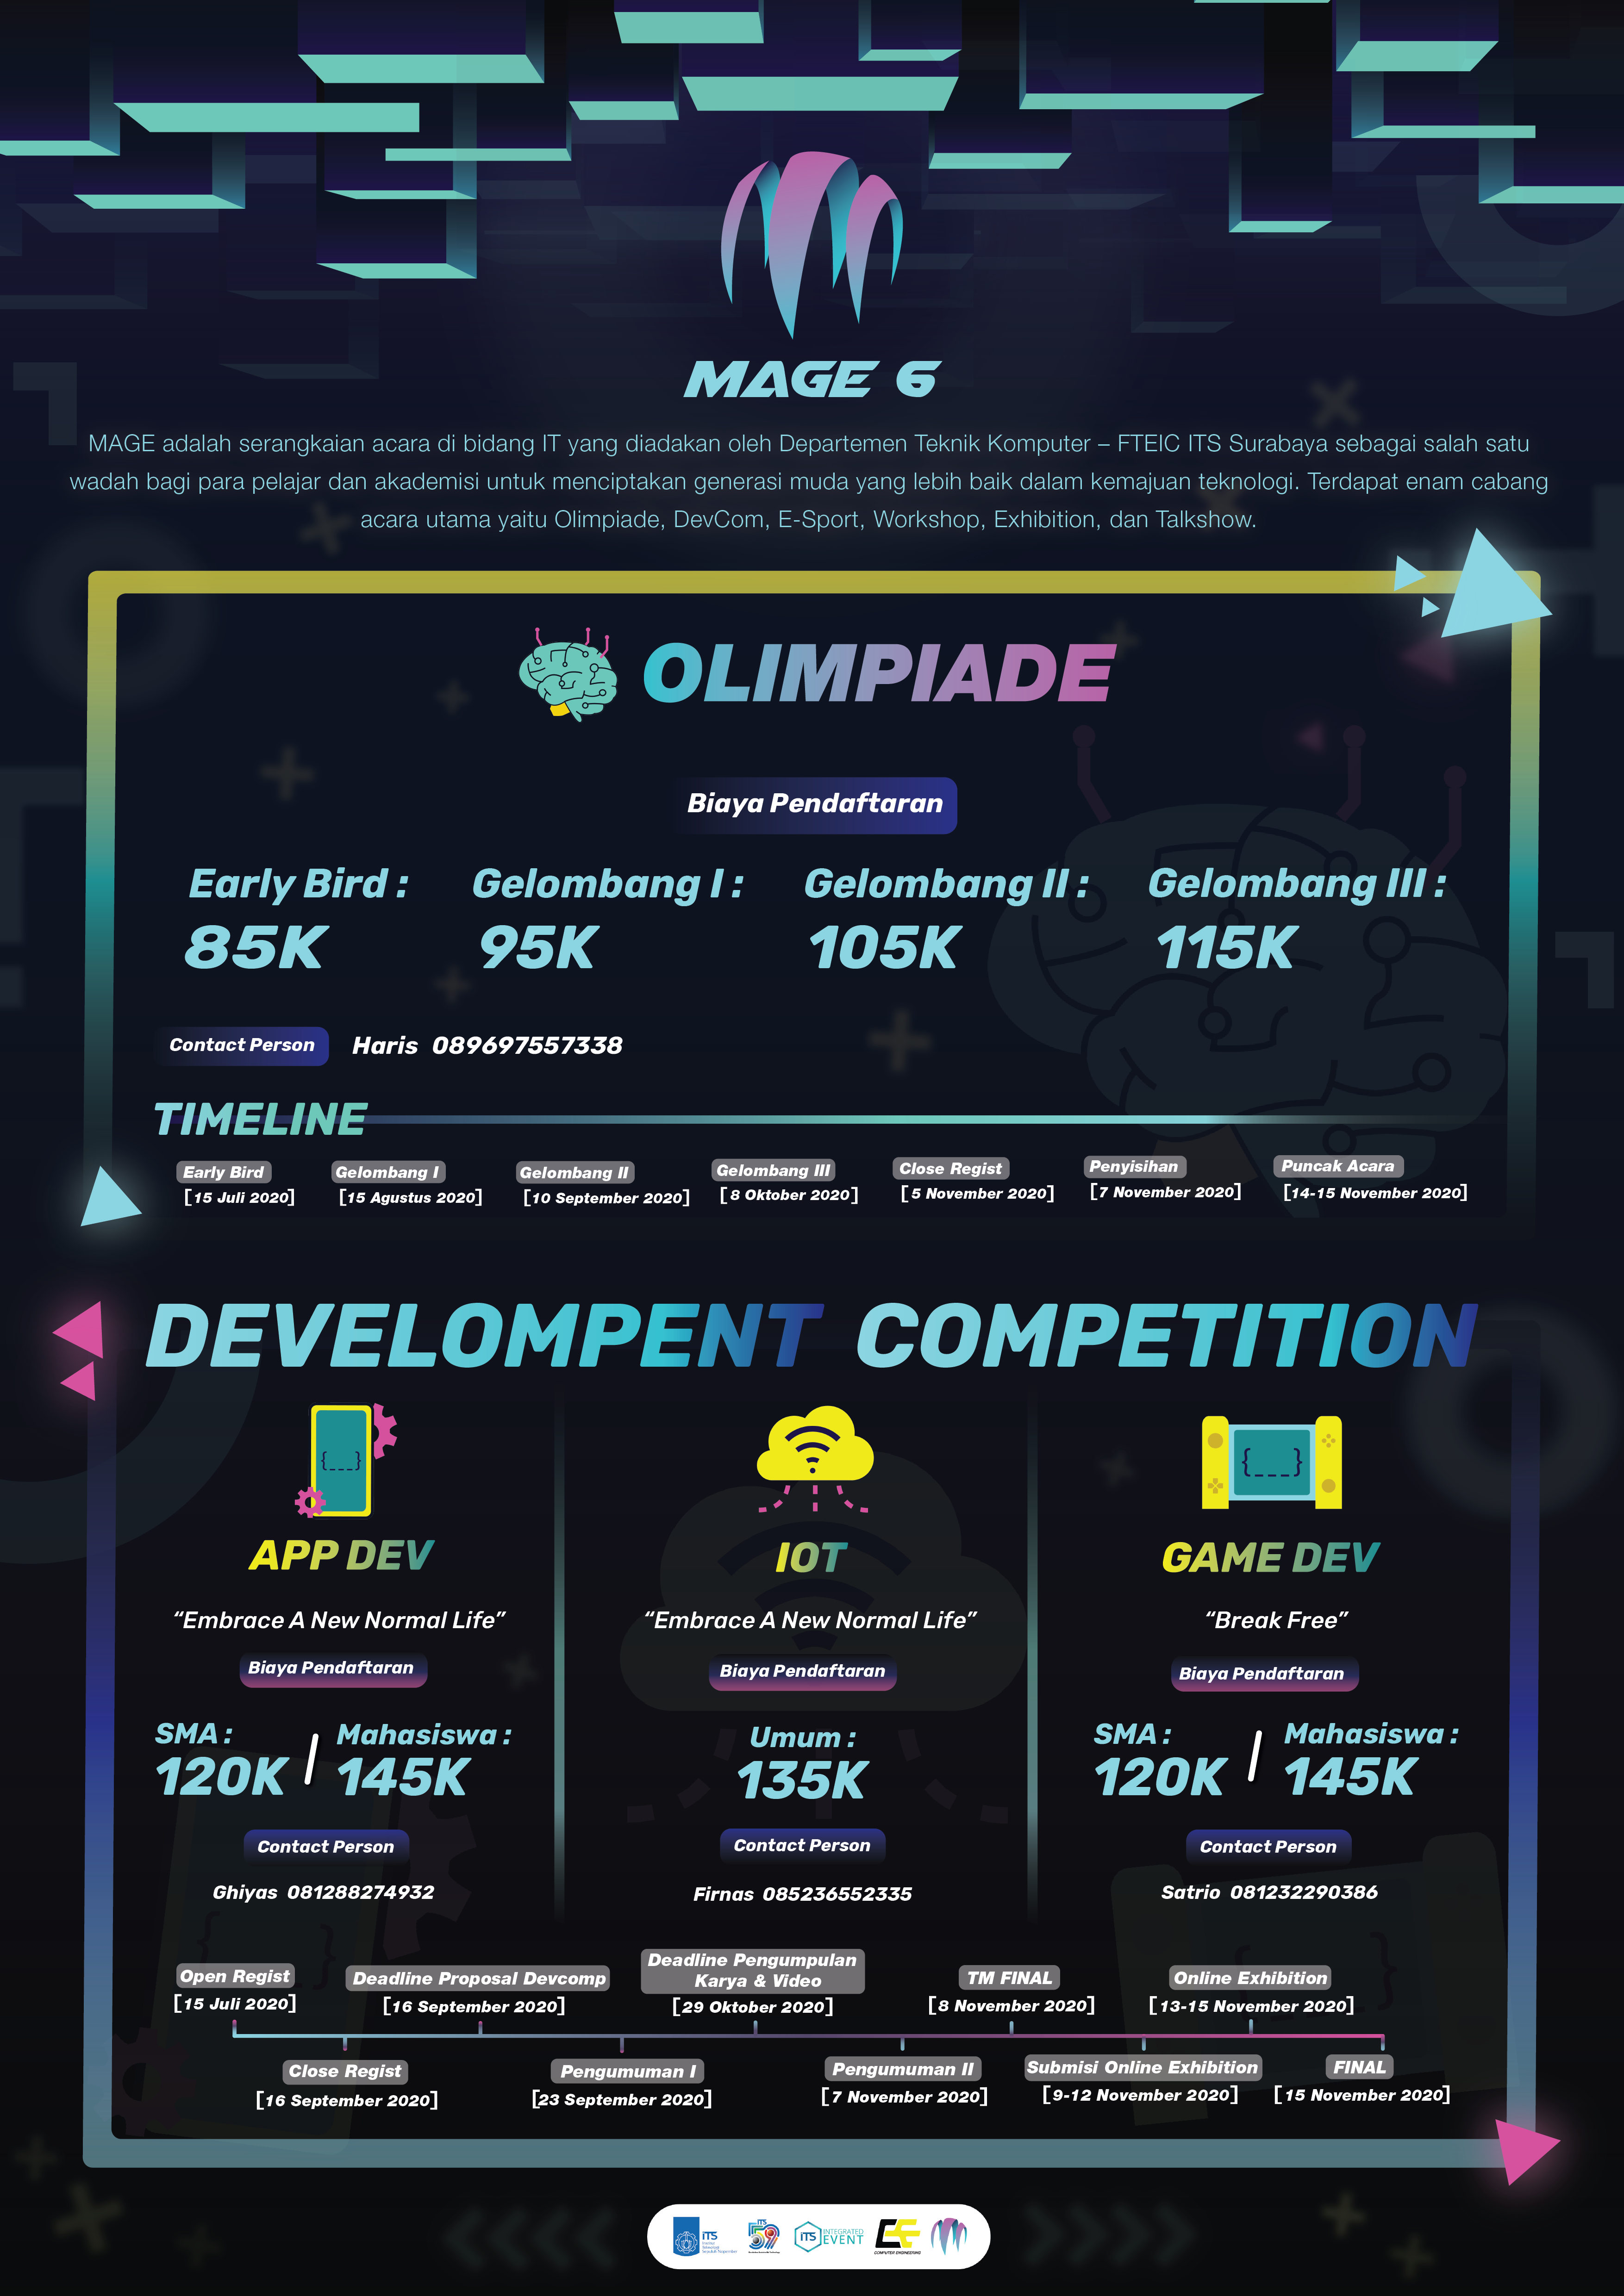 MAGE 6
MAGE adalah serangkaian acara di bidang IT yang diadakan oleh Departemen Teknik Komputer – FTEIC ITS Surabaya sebagai salah satu
wadah bagi para pelajar dan akademisi untuk menciptakan generasi muda yang lebih baik dalam kemajuan teknologi. Terdapat enam cabang
acara utama yaitu Olimpiade, DevCom, E-Sport, Workshop, Exhibition, dan Talkshow.
OLIMPIADE
Biaya Pendaftaran
Early Bird : Gelombang I : Gelombang II : Gelombang III :
85K 95K 105K 115K
Contact Person Haris 089697557338
TIMELINE
Early Bird Gelombang I Gelombang II Gelombang III Close Regist Penyisihan Puncak Acara
[15 Juli 2020] [15 Agustus 2020] [10 September 2020] [8 Oktober 2020] [5 November 2020] [7 November 2020] [14-15 November 2020]
DEVELOMPENT COMPETITION
{___} {___}
APP DEV IOT GAME DEV
“Embrace A New Normal Life” “Embrace A New Normal Life” “Break Free”
Biaya Pendaftaran Biaya Pendaftaran Biaya Pendaftaran
SMA : / Mahasiswa : Umum : SMA : / Mahasiswa :
120K 145K 135K 120K 145K
Contact Person Contact Person Contact Person
Ghiyas 081288274932 Firnas 085236552335 Satrio 081232290386
Open Regist Deadline Proposal Devcomp Deadline Pengumpulan
Karya & Video TM FINAL Online Exhibition
[15 Juli 2020] [16 September 2020] [29 Oktober 2020] [8 November 2020] [13-15 November 2020]
Close Regist Pengumuman I Pengumuman II Submisi Online Exhibition FINAL
[16 September 2020] [23 September 2020] [7 November 2020] [9-12 November 2020] [15 November 2020]
ITS ITS 59 ITS INTEGRATED
EVENT CE
COMPUTER ENGINEERING